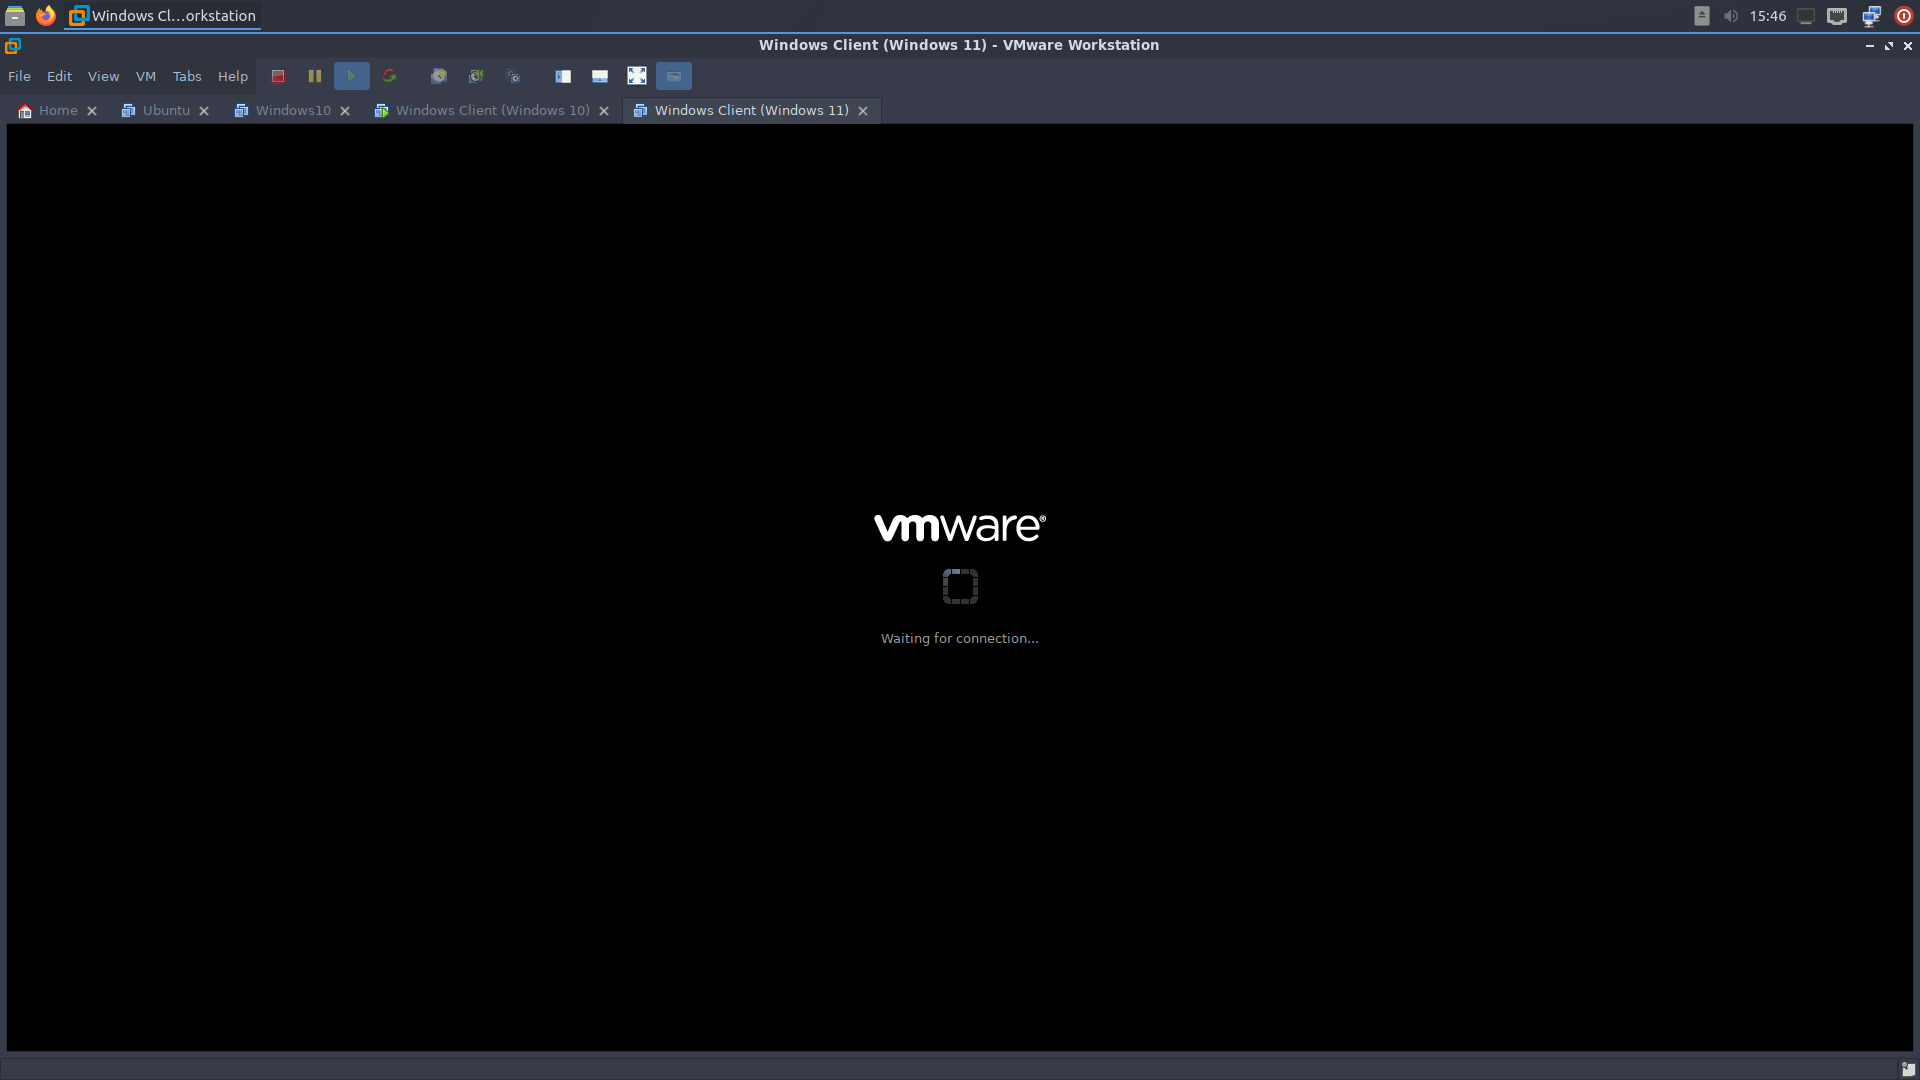 Windows Cl...orkstation
15:46
Windows Client (Windows 11) - VMware Workstation
File Edit View VM Tabs Help
Home Ubuntu Windows10 Windows Client (Windows 10) Windows Client (Windows 11)
vmware®
Waiting for connection...